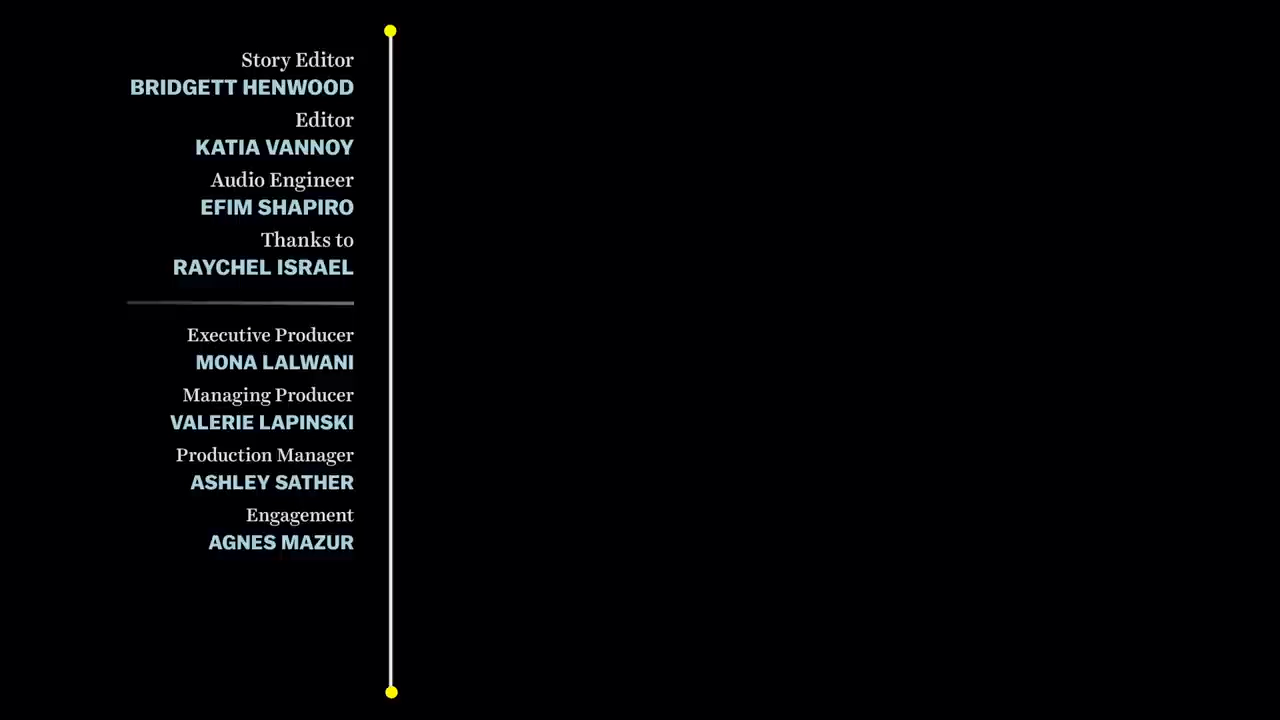 Story Editor
BRIDGETT HENWOOD
Editor
KATIA VANNOY
Audio Engineer
EFIM SHAPIRO
Thanks to
RAYCHEL ISRAEL
Executive Producer
MONA LALWANI
Managing Producer
VALERIE LAPINSKI
Production Manager
ASHLEY SATHER
Engagement
AGNES MAZUR